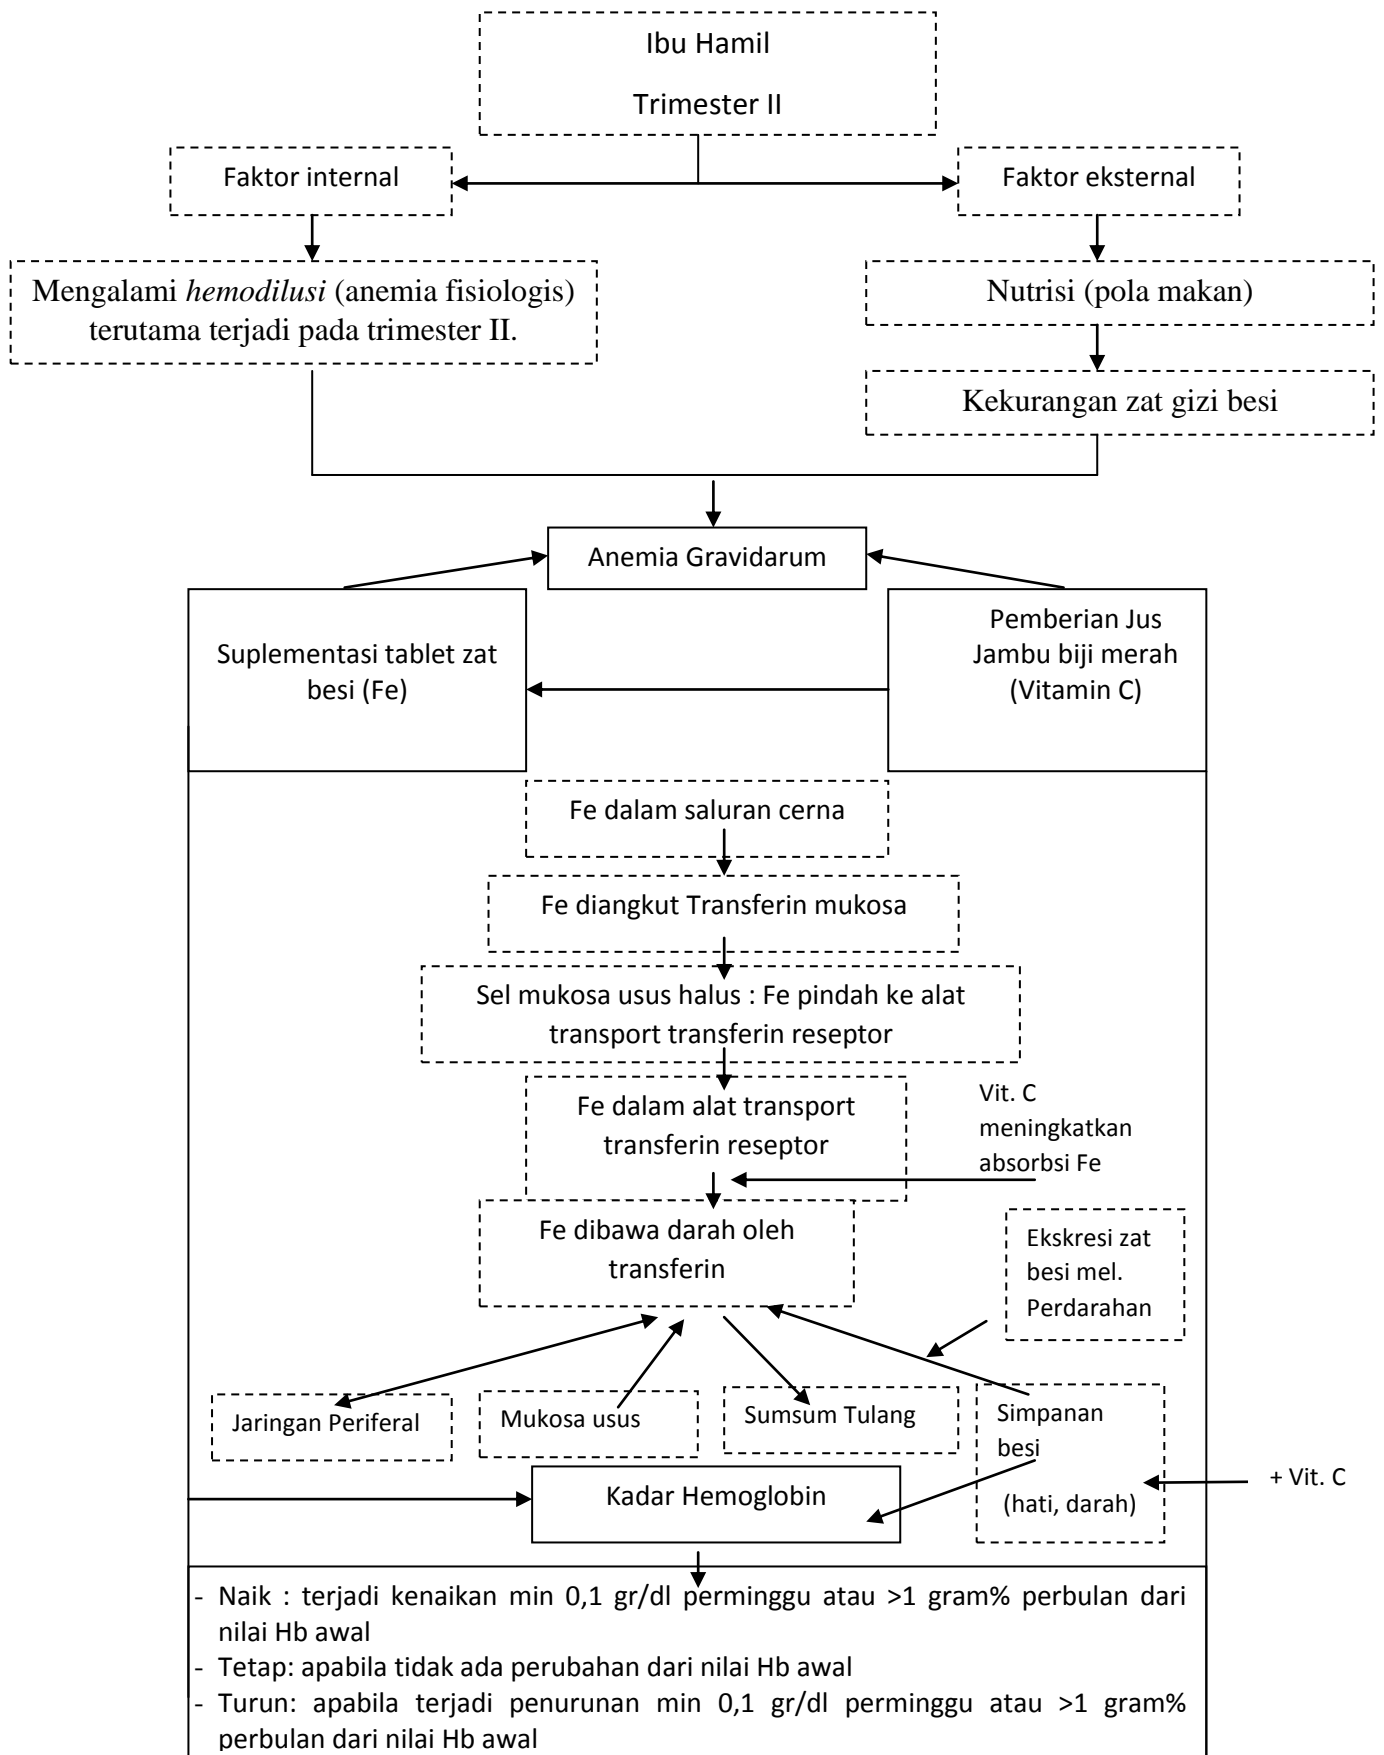 Ibu Hamil
Trimester II
Faktor internal
Faktor eksternal
Mengalami hemodilusi (anemia fisiologis)
terutama terjadi pada trimester II.
Nutrisi (pola makan)
Kekurangan zat gizi besi
Anemia Gravidarum
Suplementasi tablet zat
besi (Fe)
Pemberian Jus
Jambu biji merah
(Vitamin C)
Fe dalam saluran cerna
Fe diangkut Transferin mukosa
Sel mukosa usus halus : Fe pindah ke alat
transport transferin reseptor
Fe dalam alat transport
transferin reseptor
Vit. C
meningkatkan
absorbsi Fe
Fe dibawa darah oleh
transferin
Ekskresi zat
besi mel.
Perdarahan
Jaringan Periferal
Mukosa usus
Sumsum Tulang
Simpanan
besi
(hati, darah)
+ Vit. C
Kadar Hemoglobin
- Naik : terjadi kenaikan min 0,1 gr/dl perminggu atau >1 gram% perbulan dari
nilai Hb awal
- Tetap: apabila tidak ada perubahan dari nilai Hb awal
- Turun: apabila terjadi penurunan min 0,1 gr/dl perminggu atau >1 gram%
perbulan dari nilai Hb awal